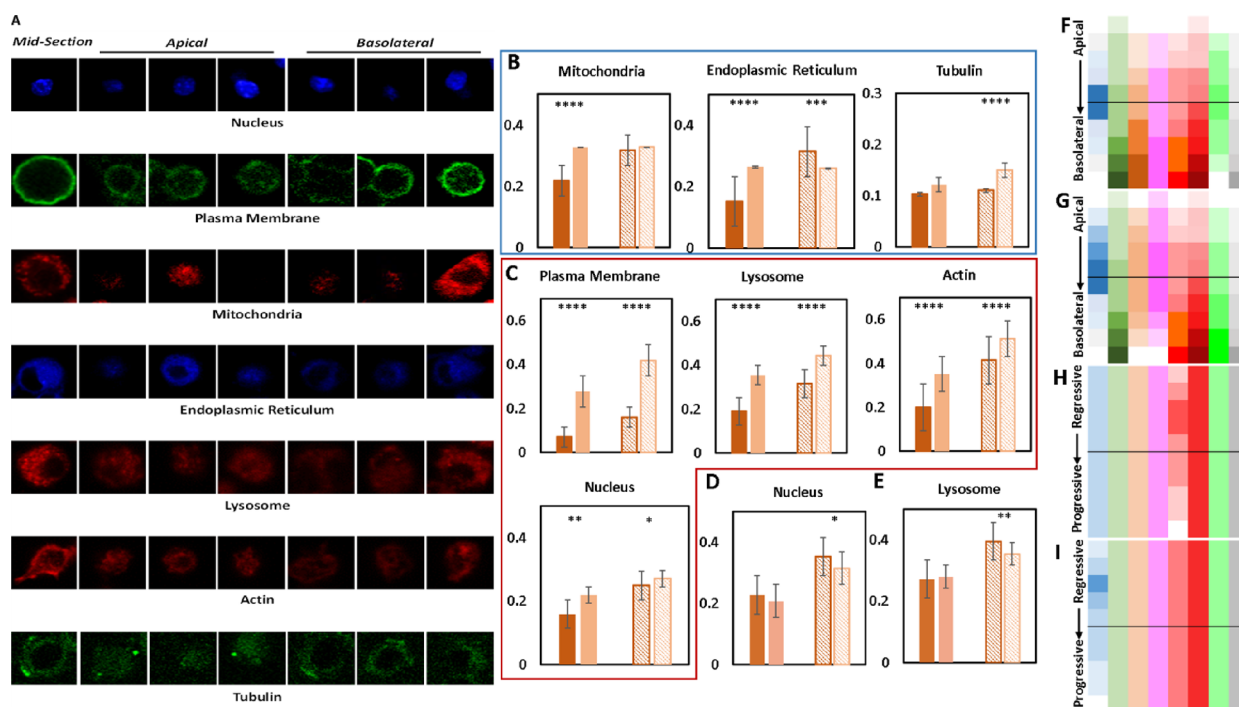 A
Mid-Section Apical Basolateral
Nucleus
Plasma Membrane
Mitochondria
Endoplasmic Reticulum
Lysosome
Actin
Tubulin
B
Mitochondria
****
0.4
0.2
0
Endoplasmic Reticulum
**** ***
0.4
0.2
0
Tubulin
****
0.3
0.2
0.1
0
C
Plasma Membrane
**** ****
0.6
0.4
0.2
0
Lysosome
**** ****
0.6
0.4
0.2
0
Actin
**** ****
0.6
0.4
0.2
0
Nucleus
** *
0.4
0.2
0
D
Nucleus
*
0.4
0.2
0
E
Lysosome
**
0.4
0.2
0
F
Apical
Basolateral
G
Apical
Basolateral
H
Regressive
Progressive
I
Regressive
Progressive